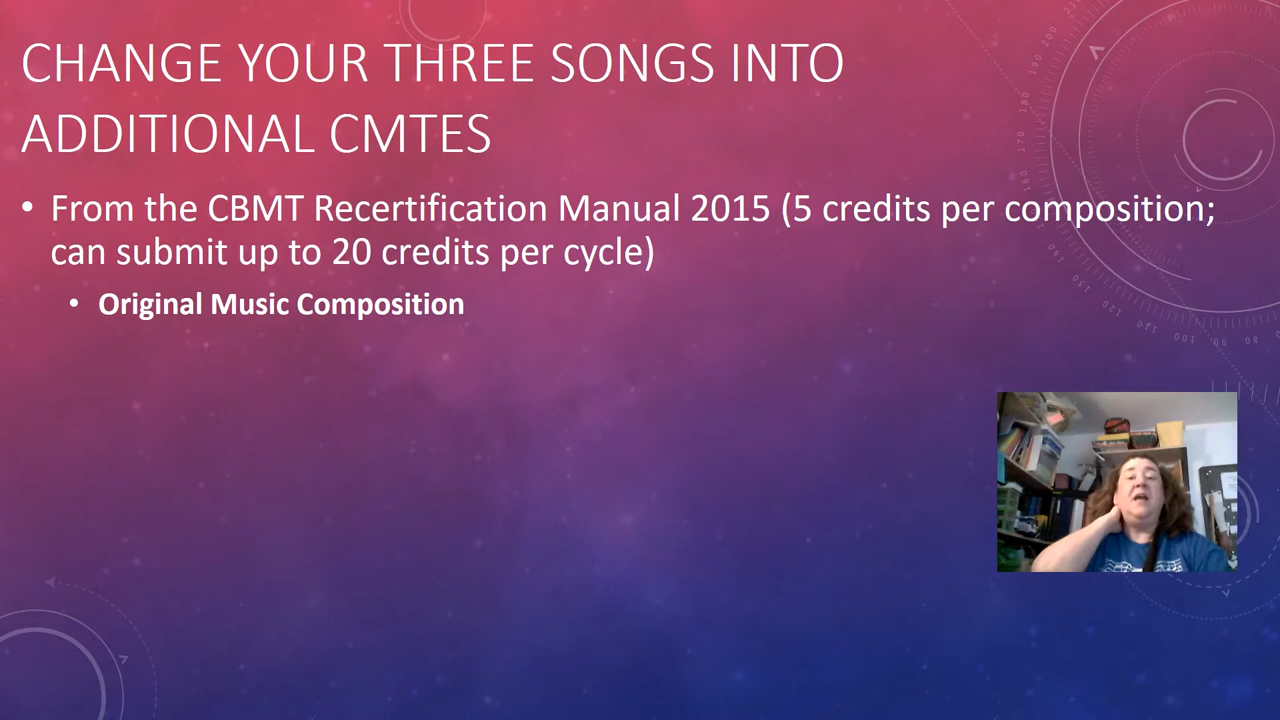 CHANGE YOUR THREE SONGS INTO
ADDITIONAL CMTES
• From the CBMT Recertification Manual 2015 (5 credits per composition;
can submit up to 20 credits per cycle)
• Original Music Composition